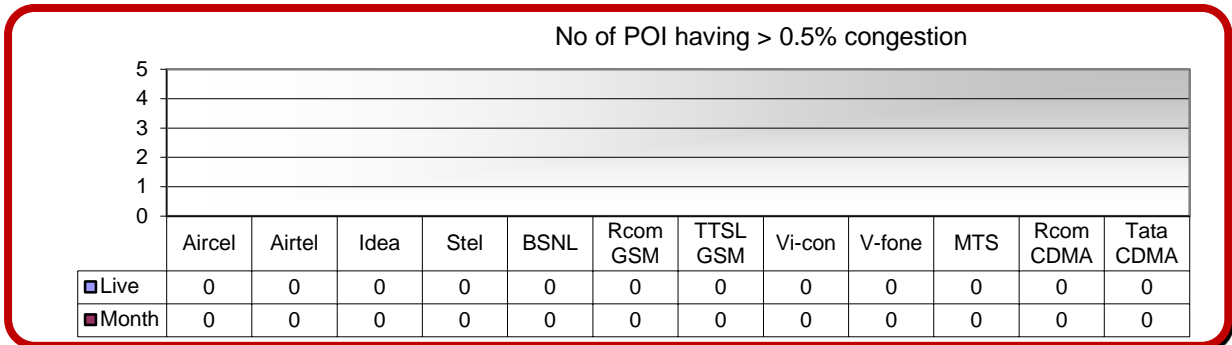 No of POI having > 0.5% congestion
5
4
3
2
1
0
Aircel Airtel Idea Stel BSNL Rcom GSM TTSL GSM Vi-con V-fone MTS Rcom CDMA Tata CDMA
Live 0 0 0 0 0 0 0 0 0 0 0 0
Month 0 0 0 0 0 0 0 0 0 0 0 0